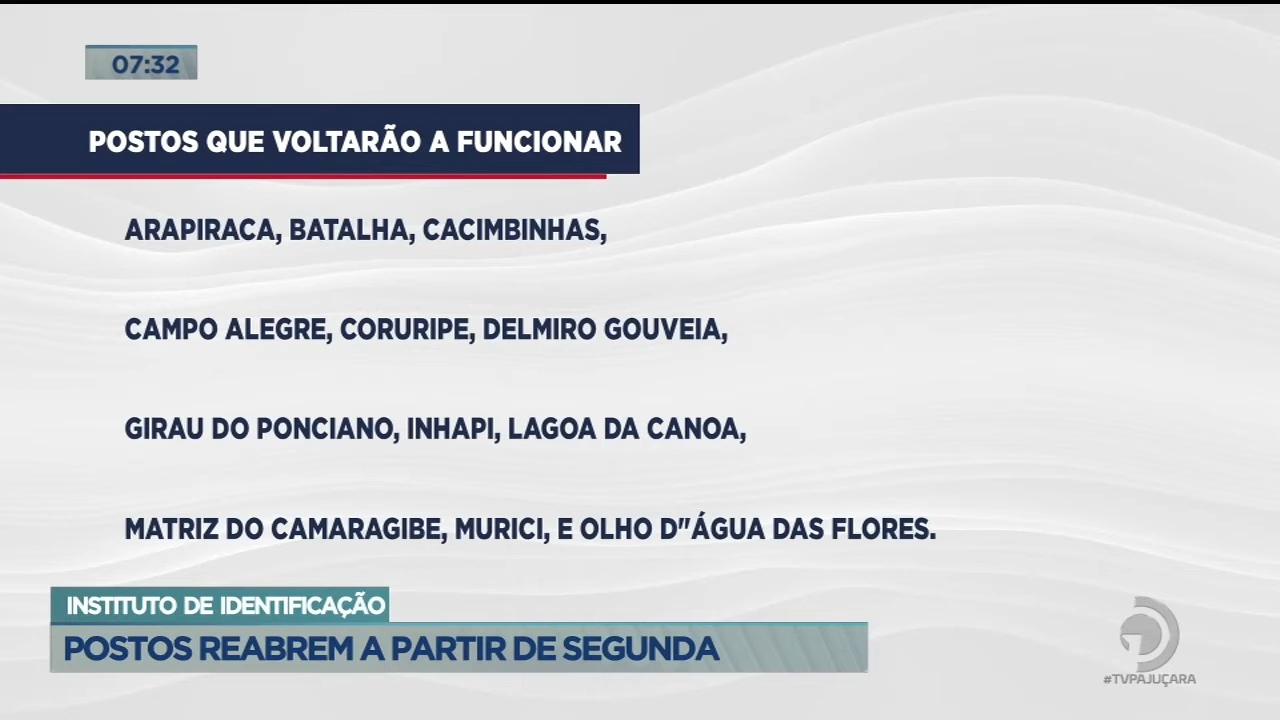 07:32
POSTOS QUE VOLTARÃO A FUNCIONAR
ARAPIRACA, BATALHA, CACIMBINHAS,
CAMPO ALEGRE, CORURIPE, DELMIRO GOUVEIA,
GIRAU DO PONCIANO, INHAPI, LAGOA DA CANOA,
MATRIZ DO CAMARAGIBE, MURICI, E OLHO D"ÁGUA DAS FLORES.
INSTITUTO DE IDENTIFICAÇÃO
POSTOS REABREM A PARTIR DE SEGUNDA
#TVPAJUÇARA